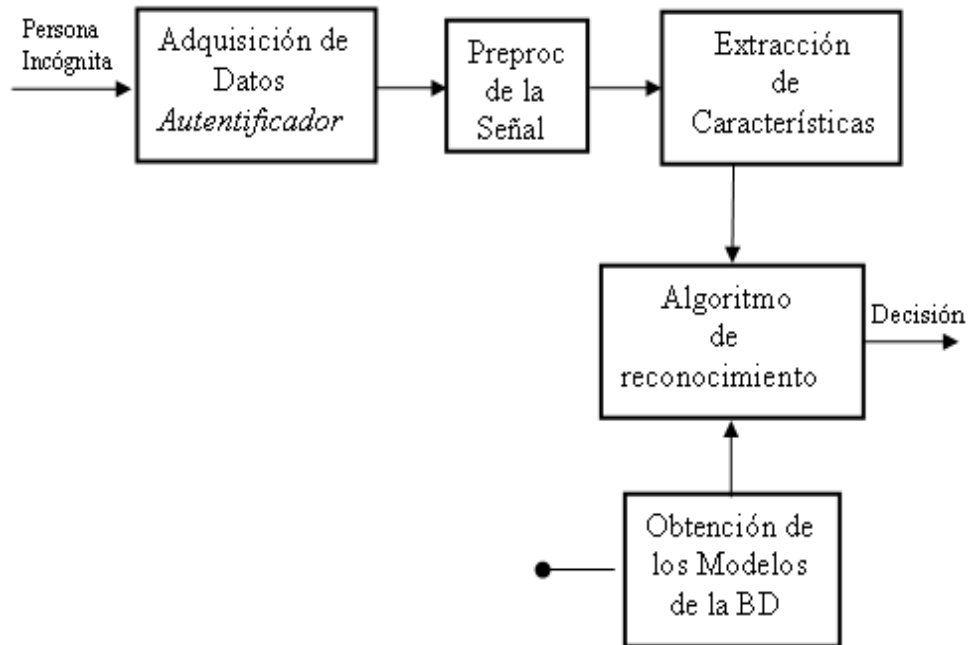 Persona
Incógnita
Adquisición de
Datos
Autentificador
Preproc
de la
Señal
Extracción
de
Características
Algoritmo
de
reconocimiento
Decisión
Obtención de
los Modelos
de la BD